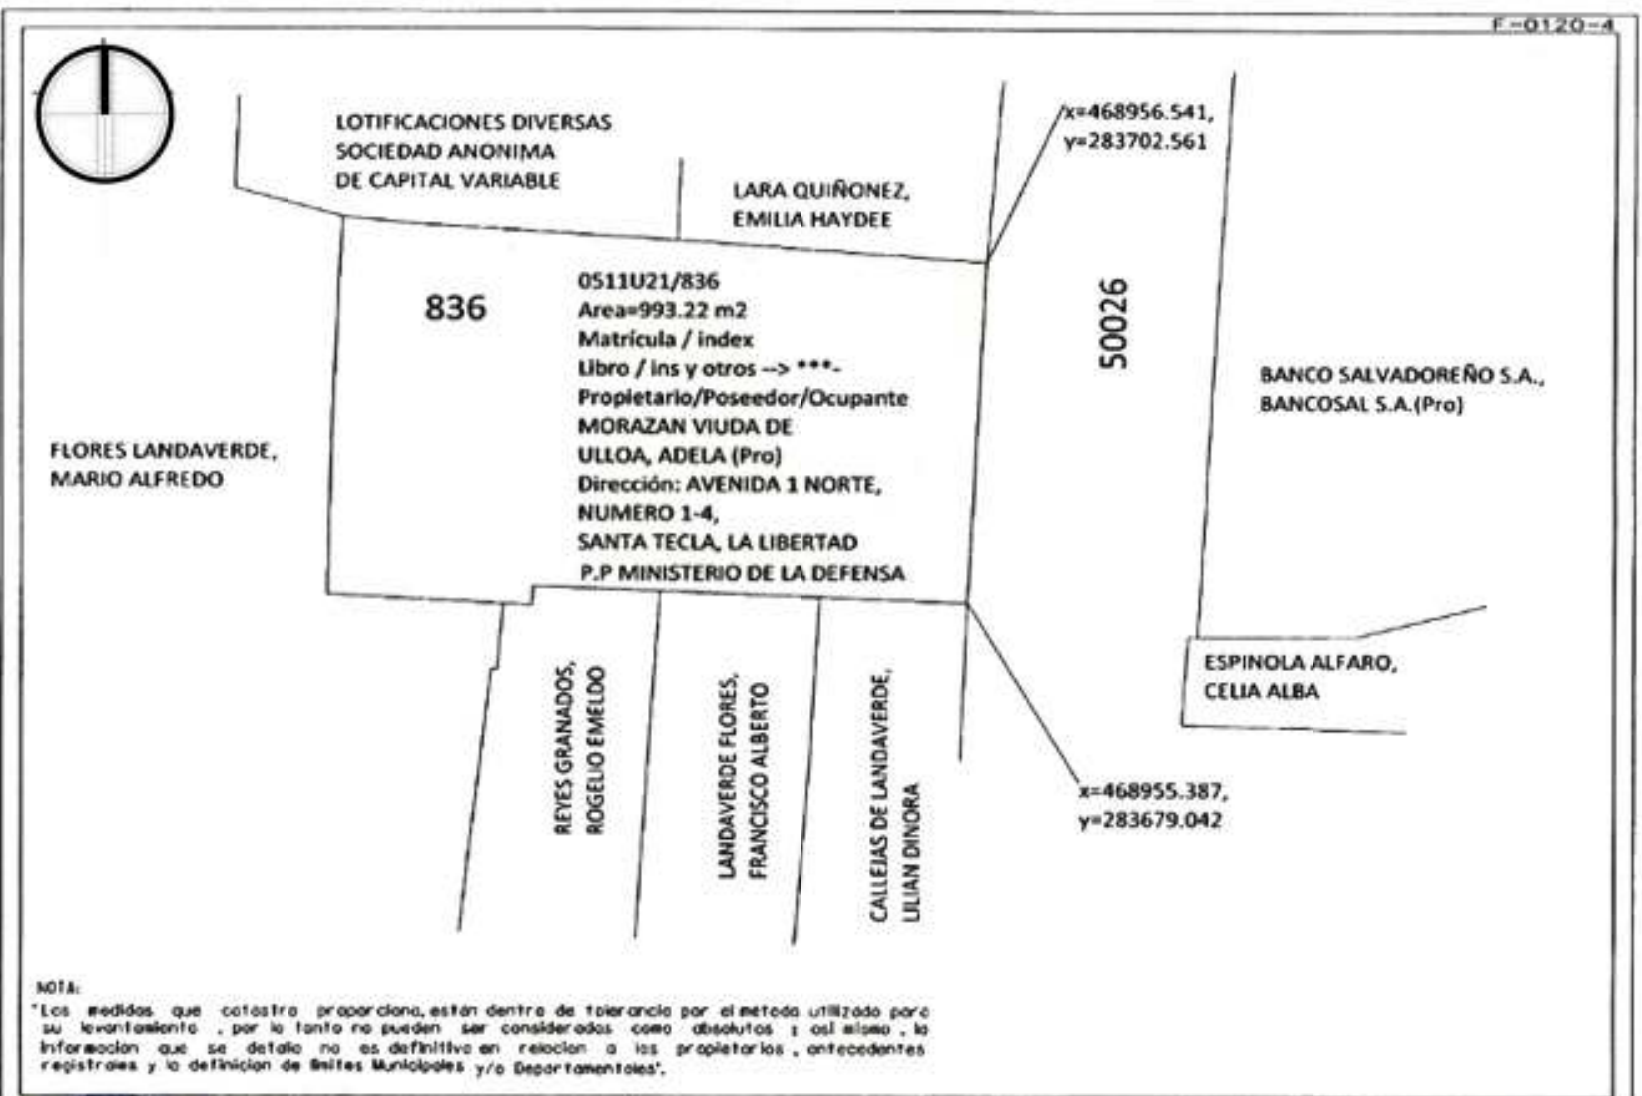 F-0120-4
LOTIFICACIONES DIVERSAS
SOCIEDAD ANONIMA
DE CAPITAL VARIABLE
LARA QUIÑONEZ,
EMILIA HAYDEE
x=468956.541,
y=283702.561
836
0511U21/836
Area=993.22 m2
Matrícula / index
Libro / ins y otros --> ***-
Propietario/Poseedor/Ocupante
MORAZAN VIUDA DE
ULLOA, ADELA (Pro)
Dirección: AVENIDA 1 NORTE,
NUMERO 1-4,
SANTA TECLA, LA LIBERTAD
P.P MINISTERIO DE LA DEFENSA
50026
BANCO SALVADOREÑO S.A.,
BANCOSAL S.A.(Pro)
FLORES LANDAVERDE,
MARIO ALFREDO
ESPINOLA ALFARO,
CELIA ALBA
REYES GRANADOS,
ROGELIO EMELDO
LANDAVERDE FLORES,
FRANCISCO ALBERTO
CALLEJAS DE LANDAVERDE,
LILIAN DINORA
x=468955.387,
y=283679.042
NOTA:
"Las medidas que catastro proporciona, están dentro de tolerancia por el método utilizado para
su levantamiento , por lo tanto no pueden ser consideradas como absolutas ; así mismo , la
información que se detalla no es definitiva en relacion a los propietarios , antecedentes
registrales y la definicion de limites Municipales y/o Departamentales".